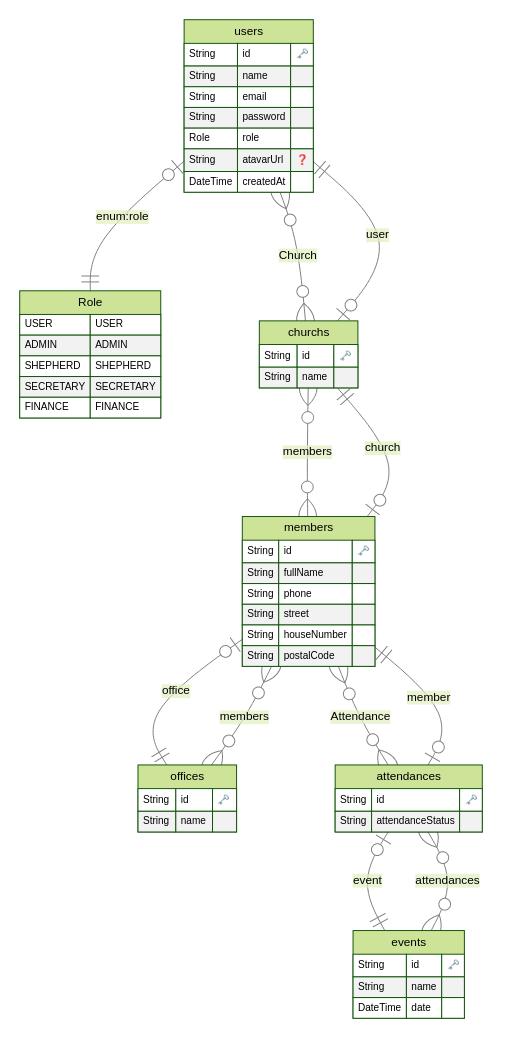 users
String id 🗝️
String name
String email
String password
Role role
String atavarUrl ❓
DateTime createdAt
enum:role
Church
user
Role
USER USER
ADMIN ADMIN
SHEPHERD SHEPHERD
SECRETARY SECRETARY
FINANCE FINANCE
churchs
String id 🗝️
String name
members
church
members
String id 🗝️
String fullName
String phone
String street
String houseNumber
String postalCode
office
members
Attendance
member
offices
String id 🗝️
String name
attendances
String id 🗝️
String attendanceStatus
event
attendances
events
String id 🗝️
String name
DateTime date